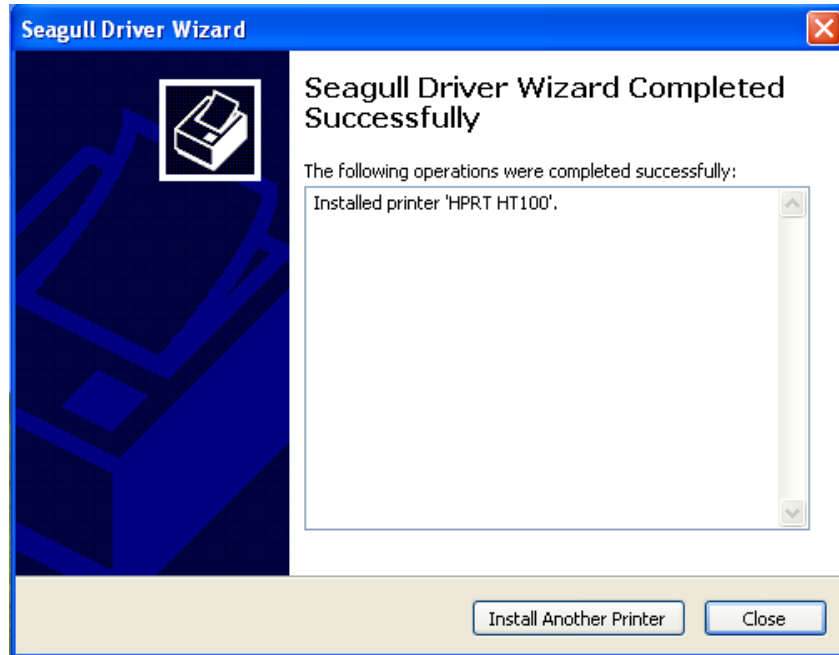 Seagull Driver Wizard
Seagull Driver Wizard Completed
Successfully
The following operations were completed successfully:
Installed printer 'HPRT HT100'.
Install Another Printer
Close